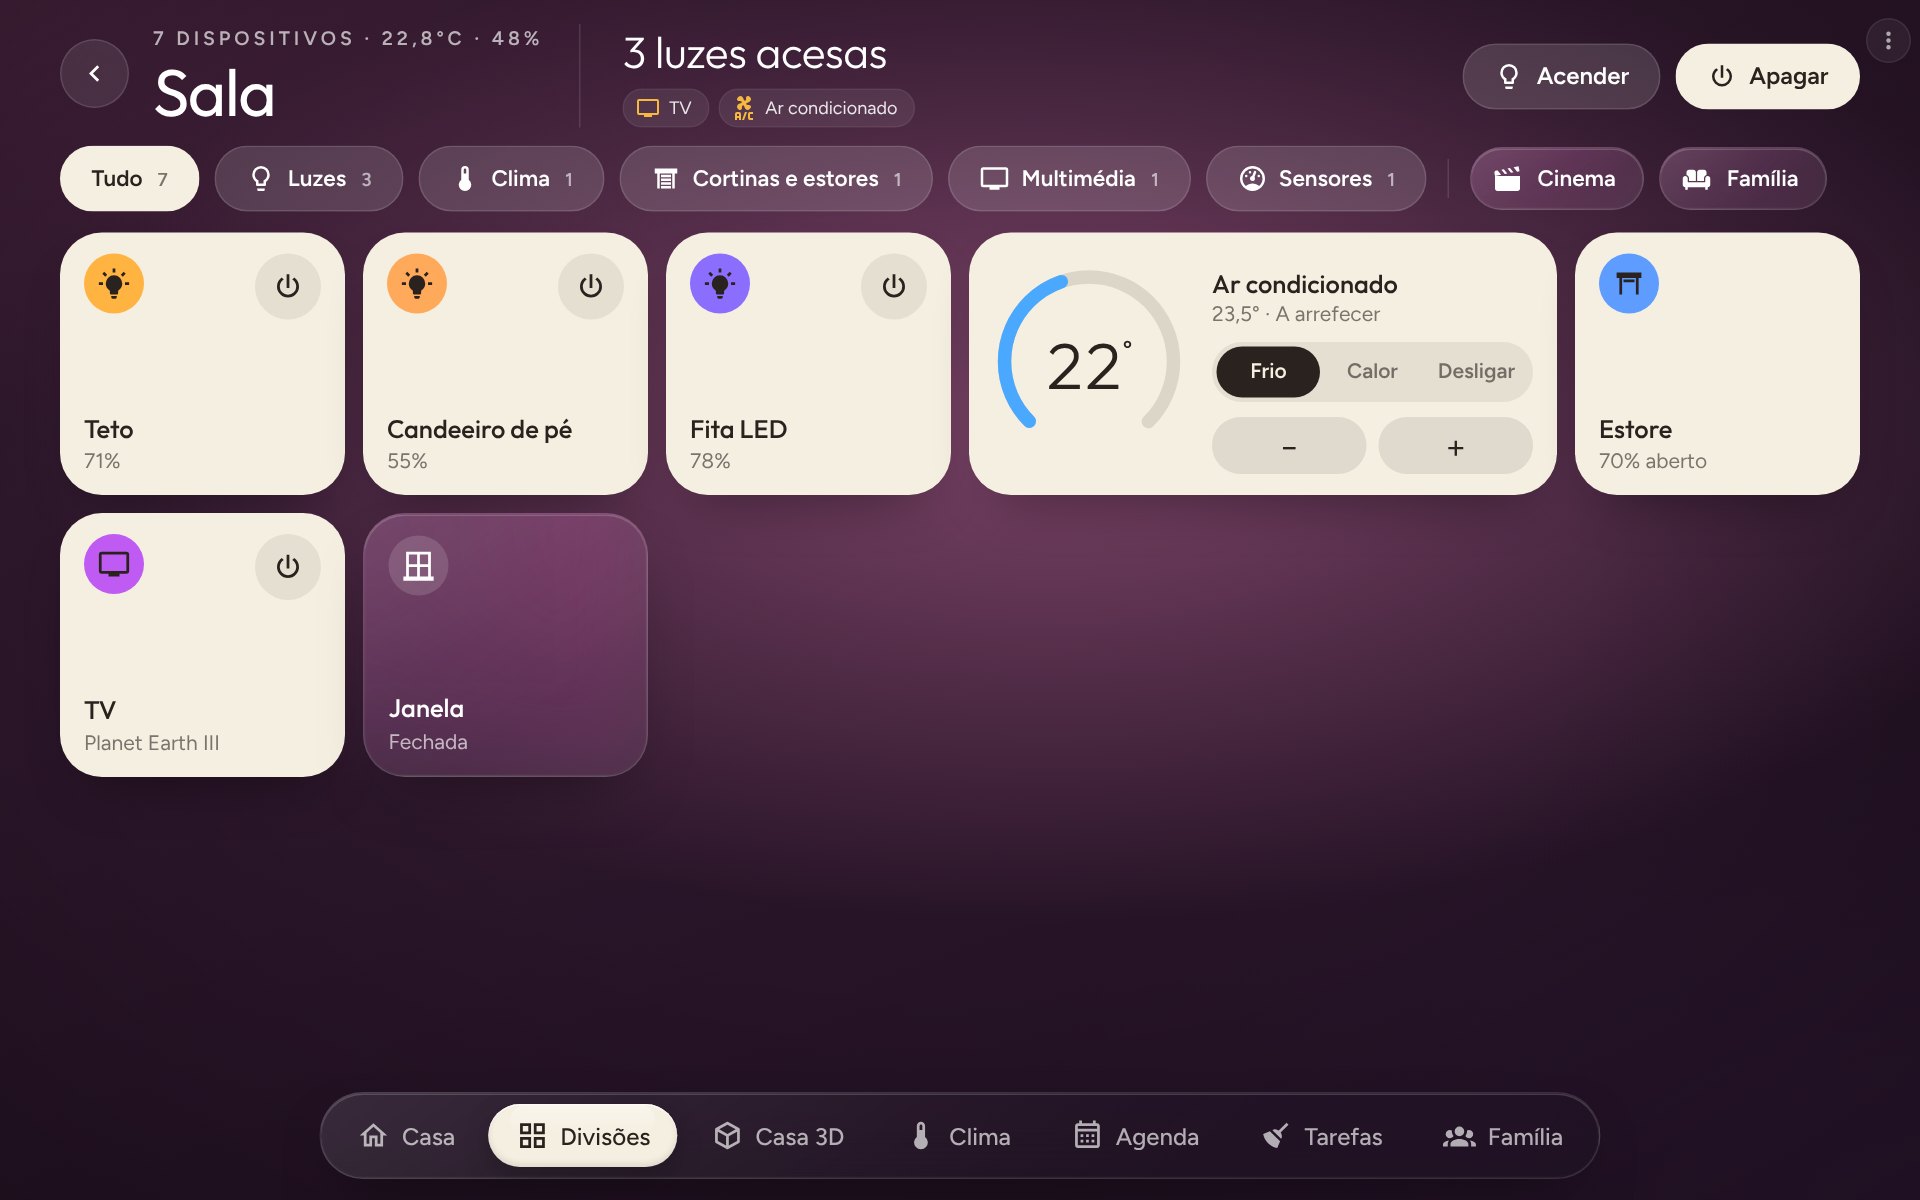 7 DISPOSITIVOS · 22,8°C · 48%
Sala
3 luzes acesas
TV
A/C Ar condicionado
Acender
Apagar
Tudo 7
Luzes 3
Clima 1
Cortinas e estores 1
Multimédia 1
Sensores 1
Cinema
Família
Teto
71%
Candeeiro de pé
55%
Fita LED
78%
22°
Ar condicionado
23,5° · A arrefecer
Frio
Calor
Desligar
−
+
Estore
70% aberto
TV
Planet Earth III
Janela
Fechada
Casa
Divisões
Casa 3D
Clima
Agenda
Tarefas
Família